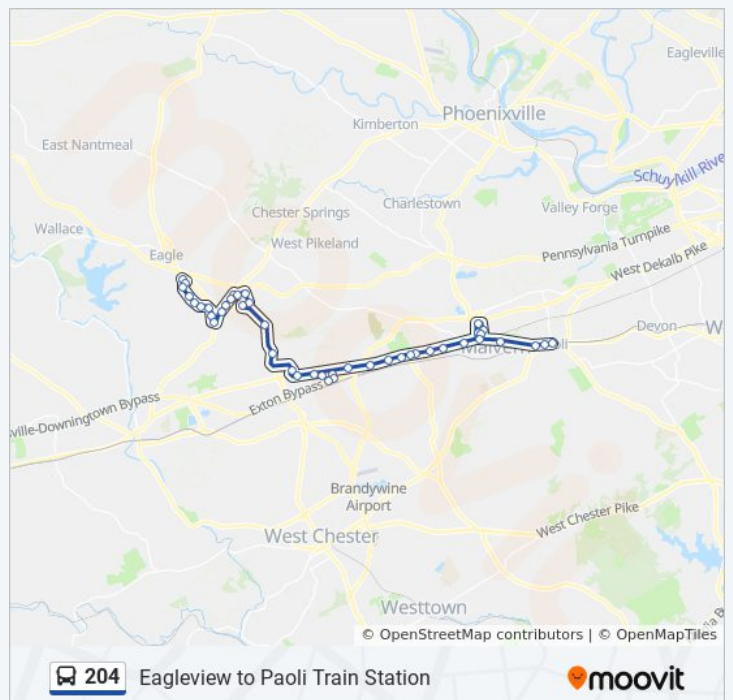 Eagleville
Phoenixville
Kimberton
East Nantmeal
Schuylkill Rive
Charlestown
Valley Forge
Chester Springs
Wallace
West Pikeland
Eagle
Pennsylvania Turnpike
West Dekalb Pike
Devon
W
Malvern
oli
Exton Bypass
ville-Downingtown Bypass
Brandywine
Airport
West Chester
West Chester Pike
Westtown
© OpenStreetMap contributors | © OpenMapTiles
204 Eagleview to Paoli Train Station
moovit